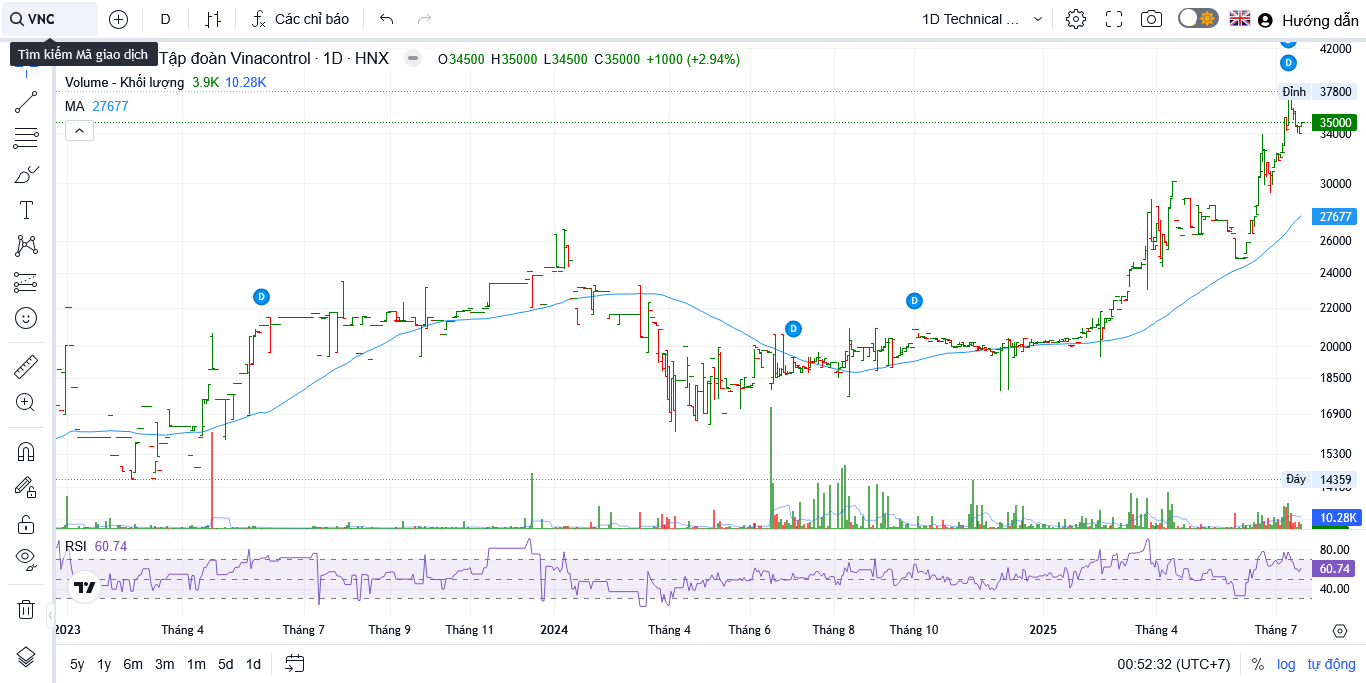 VNC D Các chỉ báo 1D Technical ... Hướng dẫn
Tìm kiếm Mã giao dịch
Tập đoàn Vinacontrol · 1D · HNX O34500 H35000 L34500 C35000 +1000 (+2.94%)
Volume - Khối lượng 3.9K 10.28K
MA 27677
42000
D
Đỉnh 37800
35000
34000
30000
27677
26000
24000
D
22000
D
D
20000
18500
16900
15300
Đáy 14359
10.28K
RSI 60.74
80.00
60.74
40.00
2023 Tháng 4 Tháng 7 Tháng 9 Tháng 11 2024 Tháng 4 Tháng 6 Tháng 8 Tháng 10 2025 Tháng 4 Tháng 7
5y 1y 6m 3m 1m 5d 1d 00:52:32 (UTC+7) % log tự động